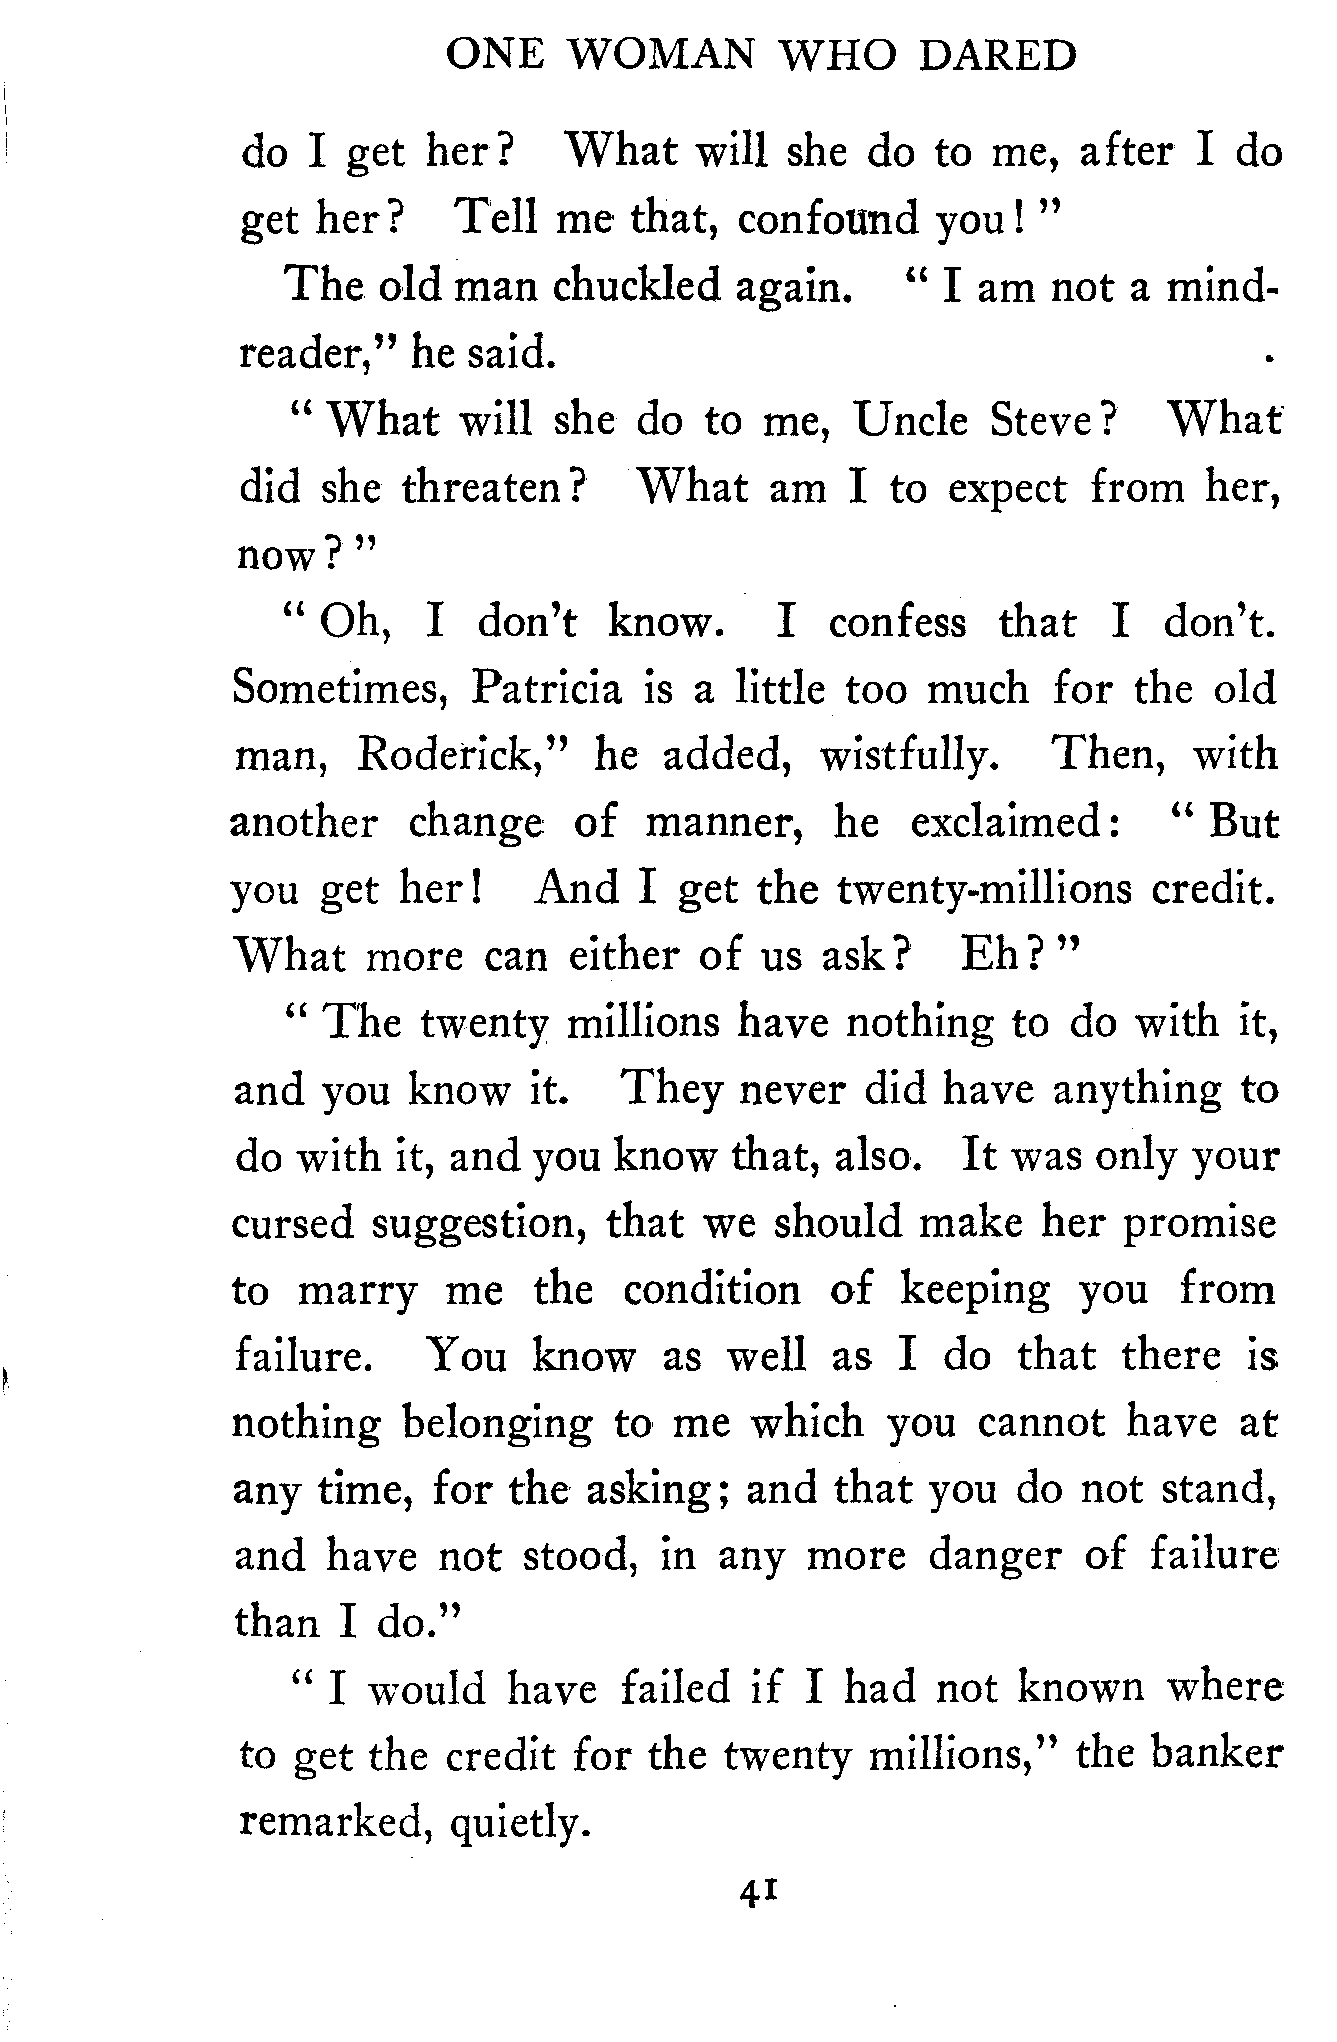 ONE WOMAN WHO DARED
do I get her? What will she do to me, after I do
get her? Tell me that, confound you!"
The old man chuckled again. "I am not a mind-
reader," he said.
"What will she do to me, Uncle Steve? What
did she threaten? What am I to expect from her,
now?"
"Oh, I don't know. I confess that I don't.
Sometimes, Patricia is a little too much for the old
man, Roderick," he added, wistfully. Then, with
another change of manner, he exclaimed: "But
you get her! And I get the twenty-millions credit.
What more can either of us ask? Eh?"
"The twenty millions have nothing to do with it,
and you know it. They never did have anything to
do with it, and you know that, also. It was only your
cursed suggestion, that we should make her promise
to marry me the condition of keeping you from
failure. You know as well as I do that there is
nothing belonging to me which you cannot have at
any time, for the asking; and that you do not stand,
and have not stood, in any more danger of failure
than I do."
"I would have failed if I had not known where
to get the credit for the twenty millions," the banker
remarked, quietly.
41